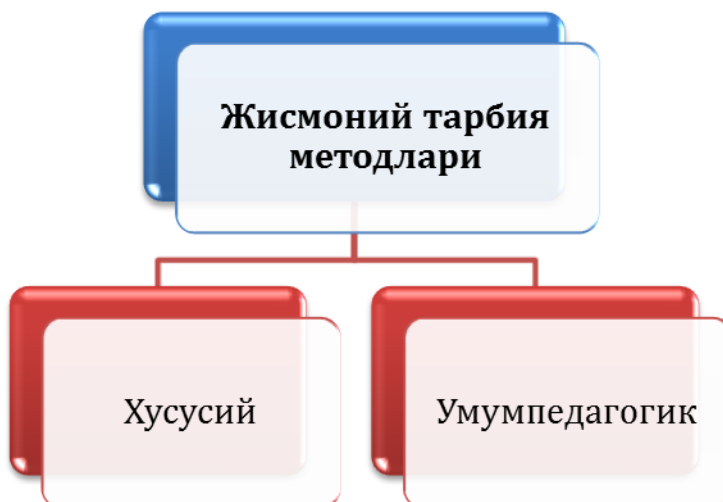 Жисмоний тарбия
методлари
Хусусий
Умумпедагогик